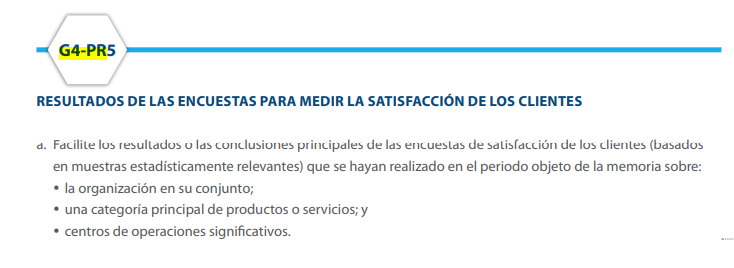 G4-PR5
RESULTADOS DE LAS ENCUESTAS PARA MEDIR LA SATISFACCIÓN DE LOS CLIENTES
a. Facilite los resultados o las conclusiones principales de las encuestas de satisfacción de los clientes (basados
en muestras estadísticamente relevantes) que se hayan realizado en el periodo objeto de la memoria sobre:
• la organización en su conjunto;
• una categoría principal de productos o servicios; y
• centros de operaciones significativos.